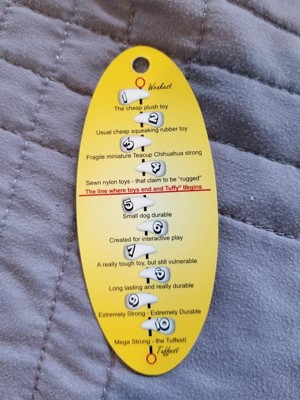 Weakest
1
The cheap plush toy
2
Usual cheap squeaking rubber toy
3
Fragile miniature Teacup Chihuahua strong
4
Sewn nylon toys - that claim to be "rugged"
The line where toys end and Tuffy® Begins
5
Small dog durable
6
Created for interactive play
7
A really tough toy, but still vulnerable
8
Long lasting and really durable
9
Extremely Strong - Extremely Durable
10
Mega Strong - the Tuffest!!
Tuffest